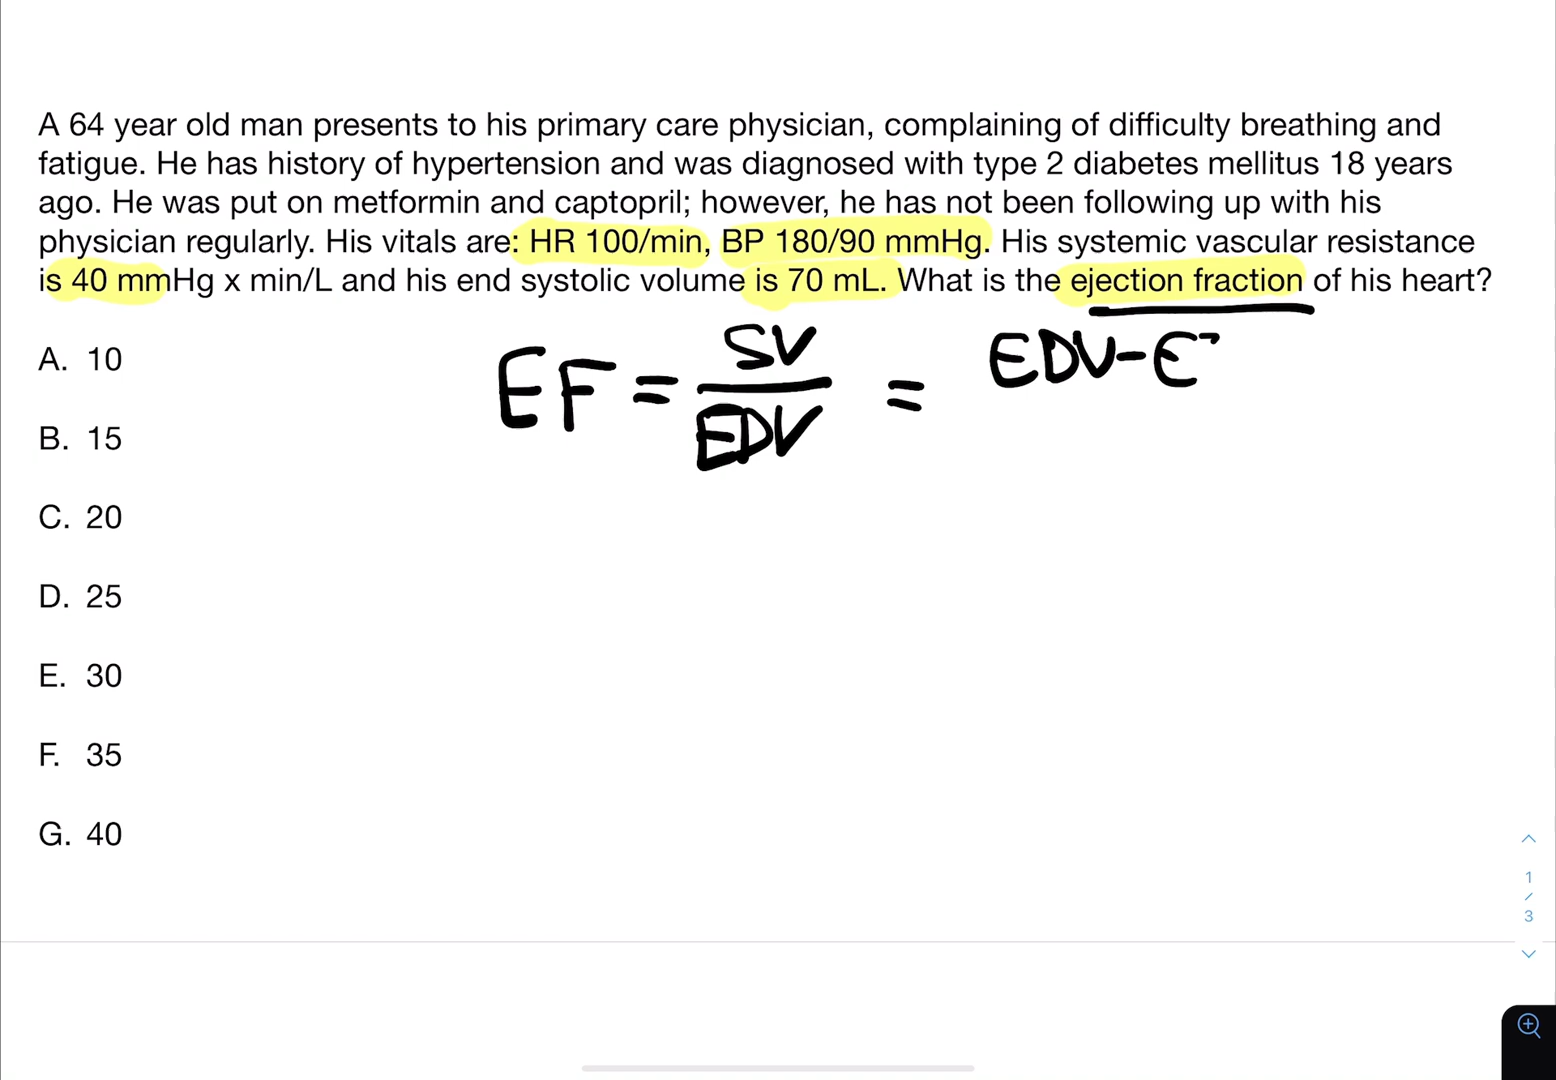 A 64 year old man presents to his primary care physician, complaining of difficulty breathing and
fatigue. He has history of hypertension and was diagnosed with type 2 diabetes mellitus 18 years
ago. He was put on metformin and captopril; however, he has not been following up with his
physician regularly. His vitals are: HR 100/min, BP 180/90 mmHg. His systemic vascular resistance
is 40 mmHg x min/L and his end systolic volume is 70 mL. What is the ejection fraction of his heart?
EF = SV / EDV = EDV - E
A. 10
B. 15
C. 20
D. 25
E. 30
F. 35
G. 40
1
/
3